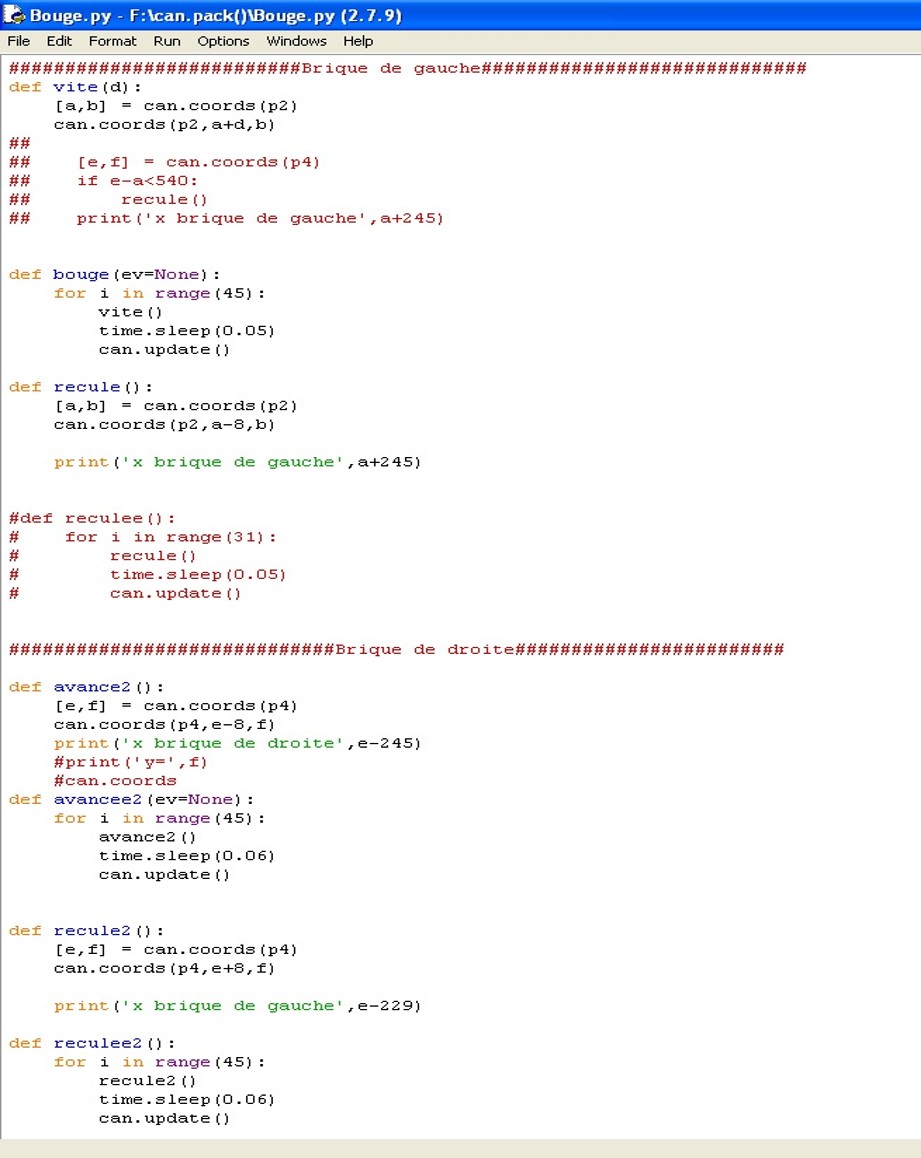 Bouge.py - F:\can.pack()\Bouge.py (2.7.9)
File Edit Format Run Options Windows Help
##########################Brique de gauche#############################
def vite(d):
    [a,b] = can.coords(p2)
    can.coords(p2,a+d,b)
##
##    [e,f] = can.coords(p4)
##    if e-a<540:
##        recule()
##    print('x brique de gauche',a+245)
def bouge(ev=None):
    for i in range(45):
        vite()
        time.sleep(0.05)
        can.update()
def recule():
    [a,b] = can.coords(p2)
    can.coords(p2,a-8,b)
    print('x brique de gauche',a+245)
#def reculee():
#    for i in range(31):
#        recule()
#        time.sleep(0.05)
#        can.update()
#############################Brique de droite########################
def avance2():
    [e,f] = can.coords(p4)
    can.coords(p4,e-8,f)
    print('x brique de droite',e-245)
    #print('y=',f)
    #can.coords
def avancee2(ev=None):
    for i in range(45):
        avance2()
        time.sleep(0.06)
        can.update()
def recule2():
    [e,f] = can.coords(p4)
    can.coords(p4,e+8,f)
    print('x brique de gauche',e-229)
def reculee2():
    for i in range(45):
        recule2()
        time.sleep(0.06)
        can.update()